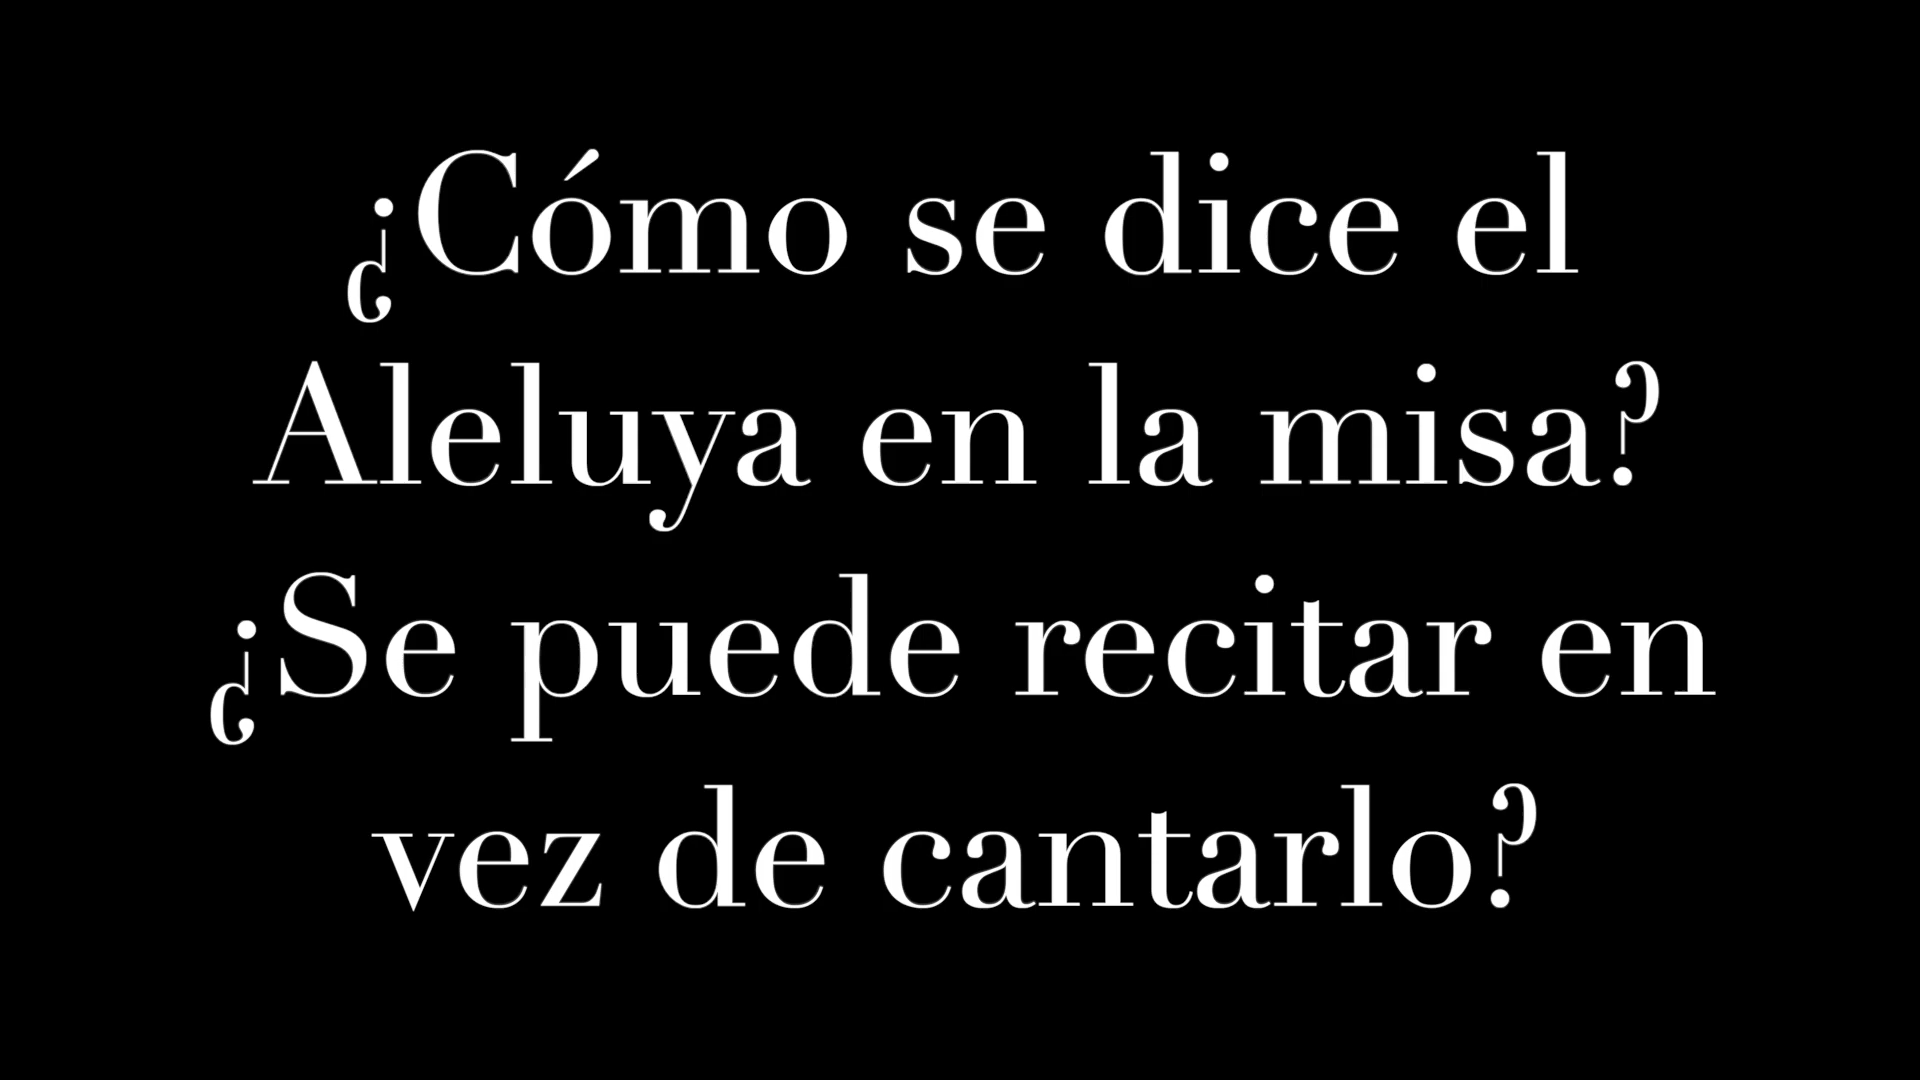 ¿Cómo se dice el
Aleluya en la misa?
¿Se puede recitar en
vez de cantarlo?